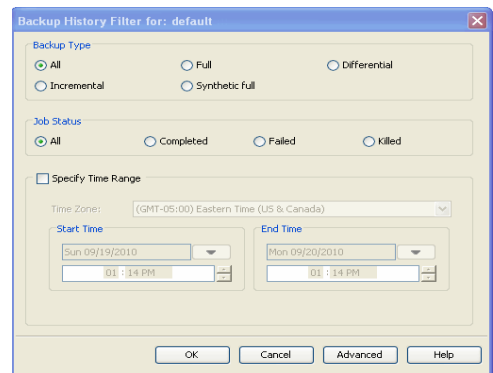 Backup History Filter for: default
Backup Type
All Full Differential
Incremental Synthetic full
Job Status
All Completed Failed Killed
Specify Time Range
Time Zone: (GMT-05:00) Eastern Time (US & Canada)
Start Time End Time
Sun 09/19/2010 Mon 09/20/2010
01 : 14 PM 01 : 14 PM
OK Cancel Advanced Help